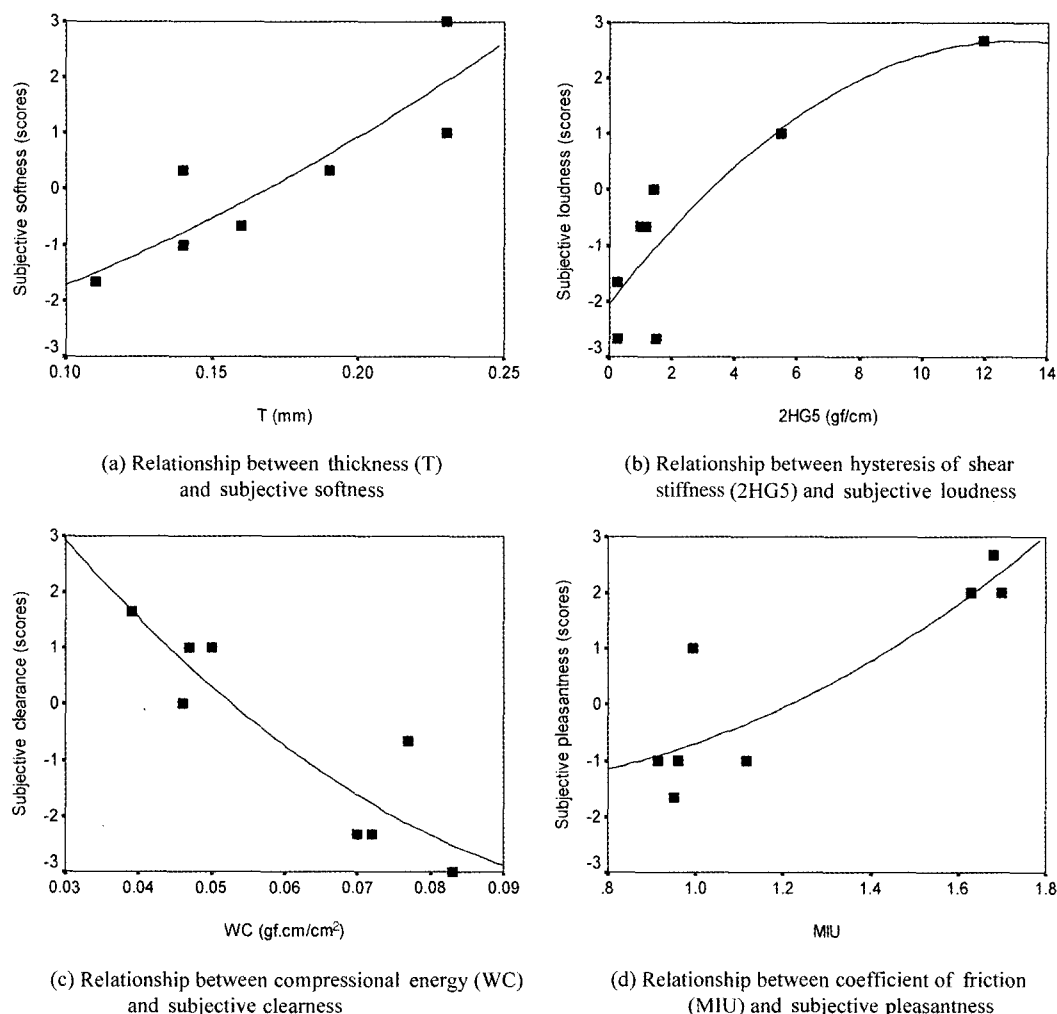 3
2
1
0
-1
-2
-3
Subjective softness (scores)
0.10 0.15 0.20 0.25
T (mm)
(a) Relationship between thickness (T)
and subjective softness
3
2
1
0
-1
-2
-3
Subjective loudness (scores)
0 2 4 6 8 10 12 14
2HG5 (gf/cm)
(b) Relationship between hysteresis of shear
stiffness (2HG5) and subjective loudness
3
2
1
0
-1
-2
-3
Subjective clearance (scores)
0.03 0.04 0.05 0.06 0.07 0.08 0.09
WC (gf.cm/cm²)
(c) Relationship between compressional energy (WC)
and subjective clearness
3
2
1
0
-1
-2
-3
Subjective pleasantness (scores)
.8 1.0 1.2 1.4 1.6 1.8
MIU
(d) Relationship between coefficient of friction
(MIU) and subjective pleasantness